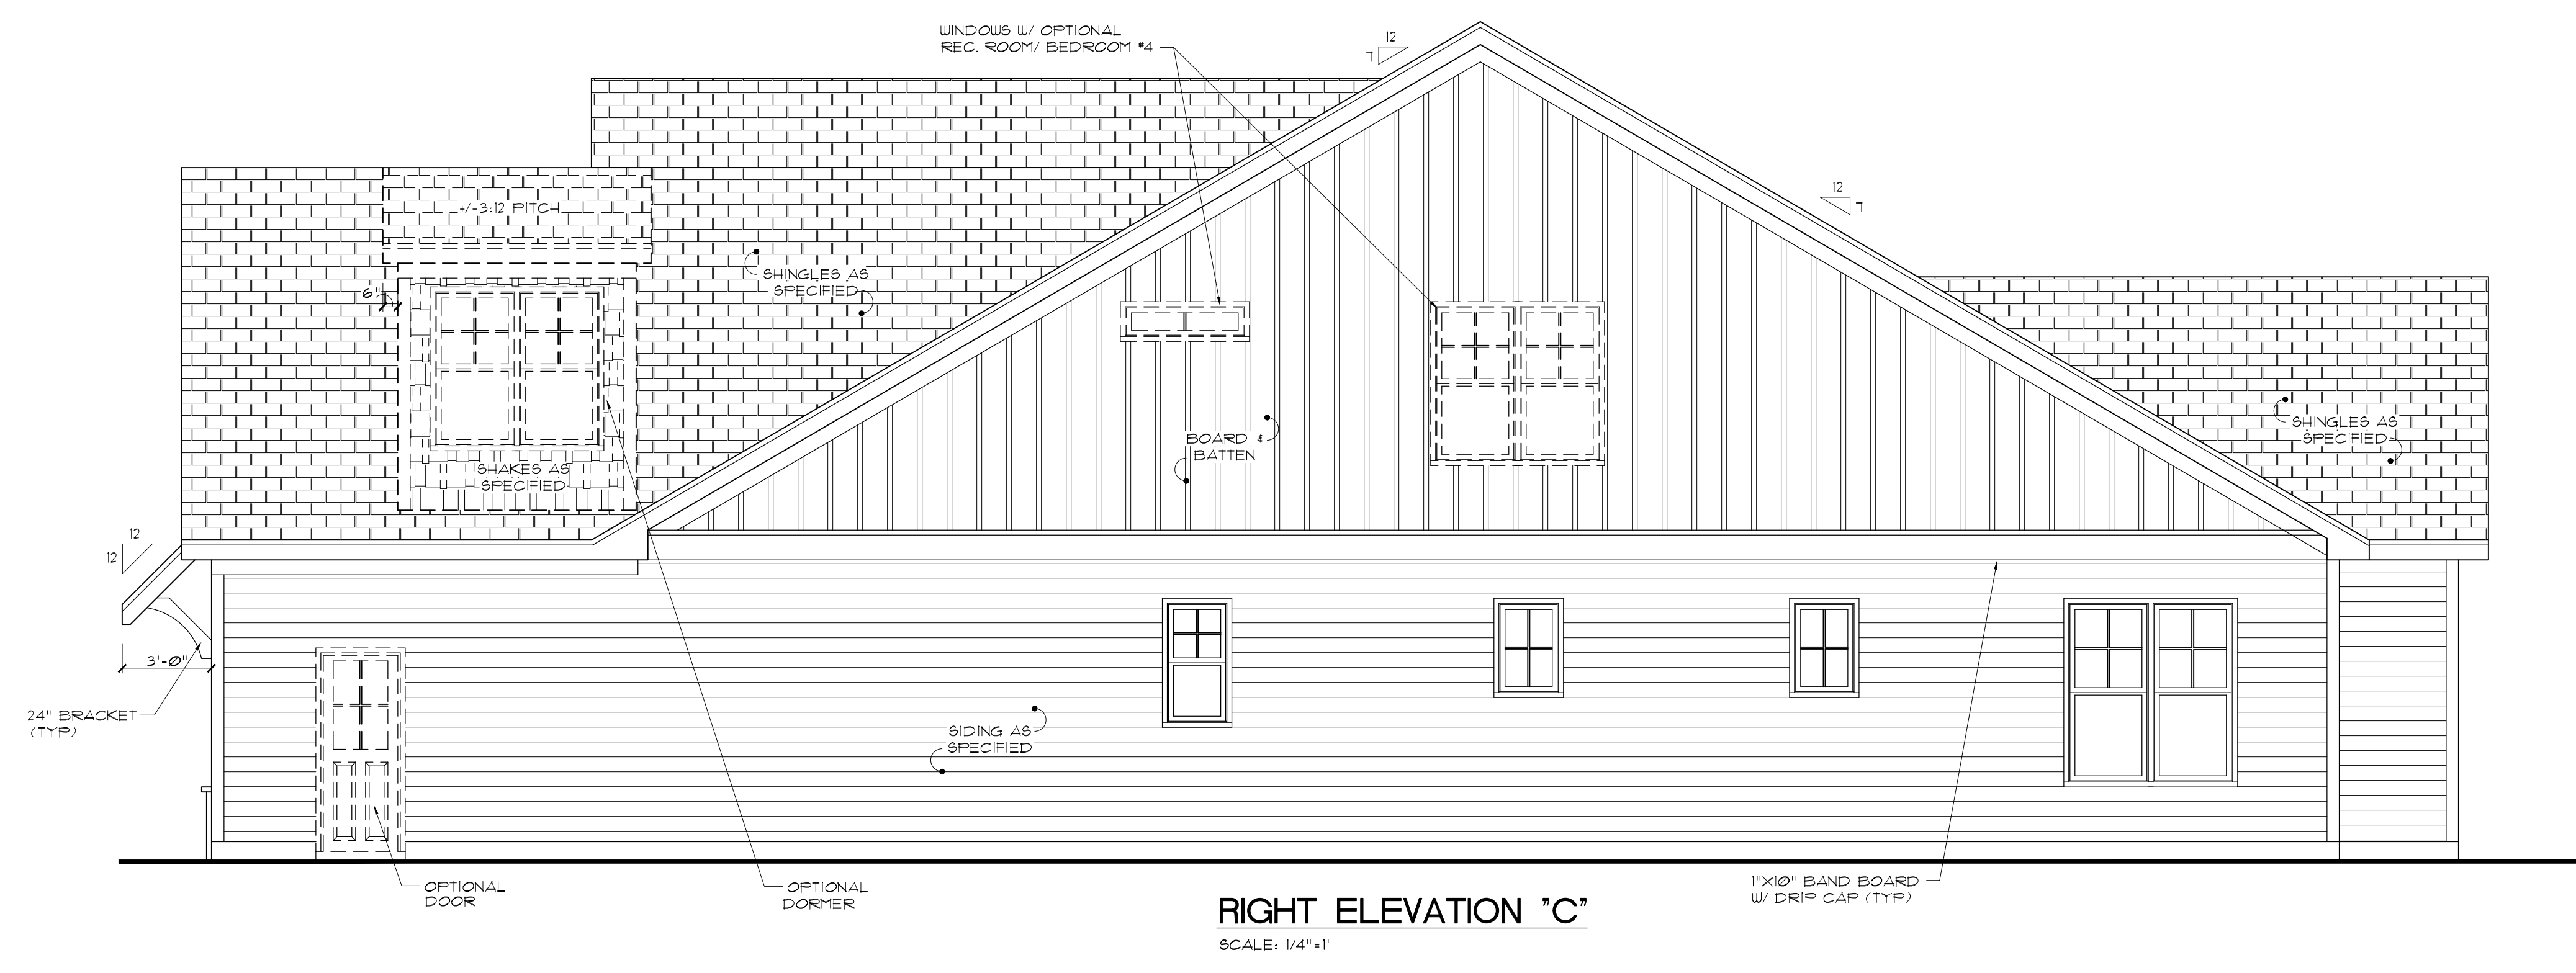 WINDOWS W/ OPTIONAL
REC. ROOM/ BEDROOM #4
12
7
12
7
+/-3:12 PITCH
6"
SHINGLES AS
SPECIFIED
SHAKES AS
SPECIFIED
BOARD &
BATTEN
SHINGLES AS
SPECIFIED
12
12
3'-0"
24" BRACKET
(TYP)
SIDING AS
SPECIFIED
OPTIONAL
DOOR
OPTIONAL
DORMER
1"X10" BAND BOARD
W/ DRIP CAP (TYP)
RIGHT ELEVATION "C"
SCALE: 1/4"=1'